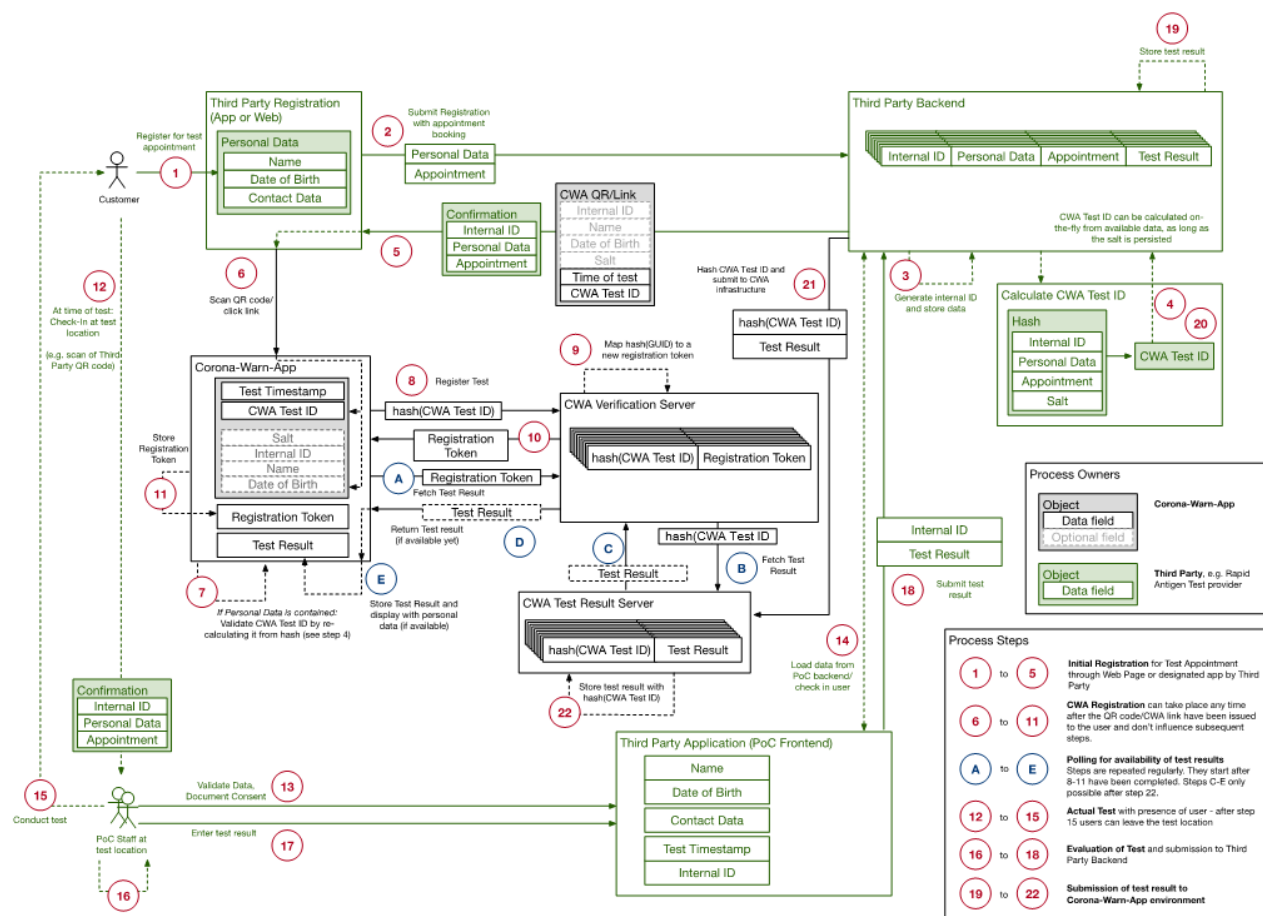 19
Store test result
Third Party Registration
(App or Web)
Personal Data
Name
Date of Birth
Contact Data
Register for test
appointment
1
Customer
2
Submit Registration
with appointment
booking
Personal Data
Appointment
Third Party Backend
Internal ID
Personal Data
Appointment
Test Result
CWA Test ID can be calculated on-
the-fly from available data, as long as
the salt is persisted
CWA QR/Link
Internal ID
Name
Date of Birth
Salt
Time of test
CWA Test ID
Confirmation
Internal ID
Personal Data
Appointment
5
6
Scan QR code/
click link
12
At time of test:
Check-In at test
location
(e.g. scan of Third
Party QR code)
Hash CWA Test ID and
submit to CWA
infrastructure
21
hash(CWA Test ID)
Test Result
3
Generate internal ID
and store data
4
20
Calculate CWA Test ID
Hash
Internal ID
Personal Data
Appointment
Salt
CWA Test ID
Corona-Warn-App
Test Timestamp
CWA Test ID
Salt
Internal ID
Name
Date of Birth
Registration Token
Test Result
8
Register Test
hash(CWA Test ID)
9
Map hash(GUID) to a
new registration token
CWA Verification Server
hash(CWA Test ID)
Registration Token
Registration
Token
10
A
Registration Token
Fetch Test Result
Store
Registration
Token
11
Test Result
Return Test result
(if available yet)
D
C
Test Result
hash(CWA Test ID
B
Fetch Test
Result
7
If Personal Data is contained:
Validate CWA Test ID by re-
calculating it from hash (see step 4)
E
Store Test Result and
display with personal
data (if available)
CWA Test Result Server
hash(CWA Test ID)
Test Result
Store test result with
hash(CWA Test ID)
22
Internal ID
Test Result
18
Submit test
result
14
Load data from
PoC backend/
check in user
Process Owners
Object
Data field
Optional field
Corona-Warn-App
Object
Data field
Third Party, e.g. Rapid
Antigen Test provider
Confirmation
Internal ID
Personal Data
Appointment
15
Conduct test
PoC Staff at
test location
16
Validate Data,
Document Consent
13
Enter test result
17
Third Party Application (PoC Frontend)
Name
Date of Birth
Contact Data
Test Timestamp
Internal ID
Process Steps
1 to 5
Initial Registration for Test Appointment
through Web Page or designated app by Third
Party
6 to 11
CWA Registration can take place any time
after the QR code/CWA link have been issued
to the user and don't influence subsequent
steps.
A to E
Polling for availability of test results
Steps are repeated regularly. They start after
8-11 have been completed. Steps C-E only
possible after step 22.
12 to 15
Actual Test with presence of user - after step
15 users can leave the test location
16 to 18
Evaluation of Test and submission to Third
Party Backend
19 to 22
Submission of test result to
Corona-Warn-App environment